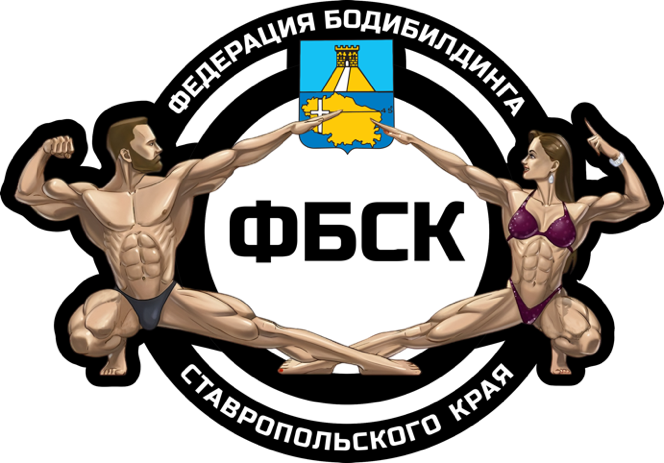 ФЕДЕРАЦИЯ БОДИБИЛДИНГА
ФБСК
СТАВРОПОЛЬСКОГО КРАЯ